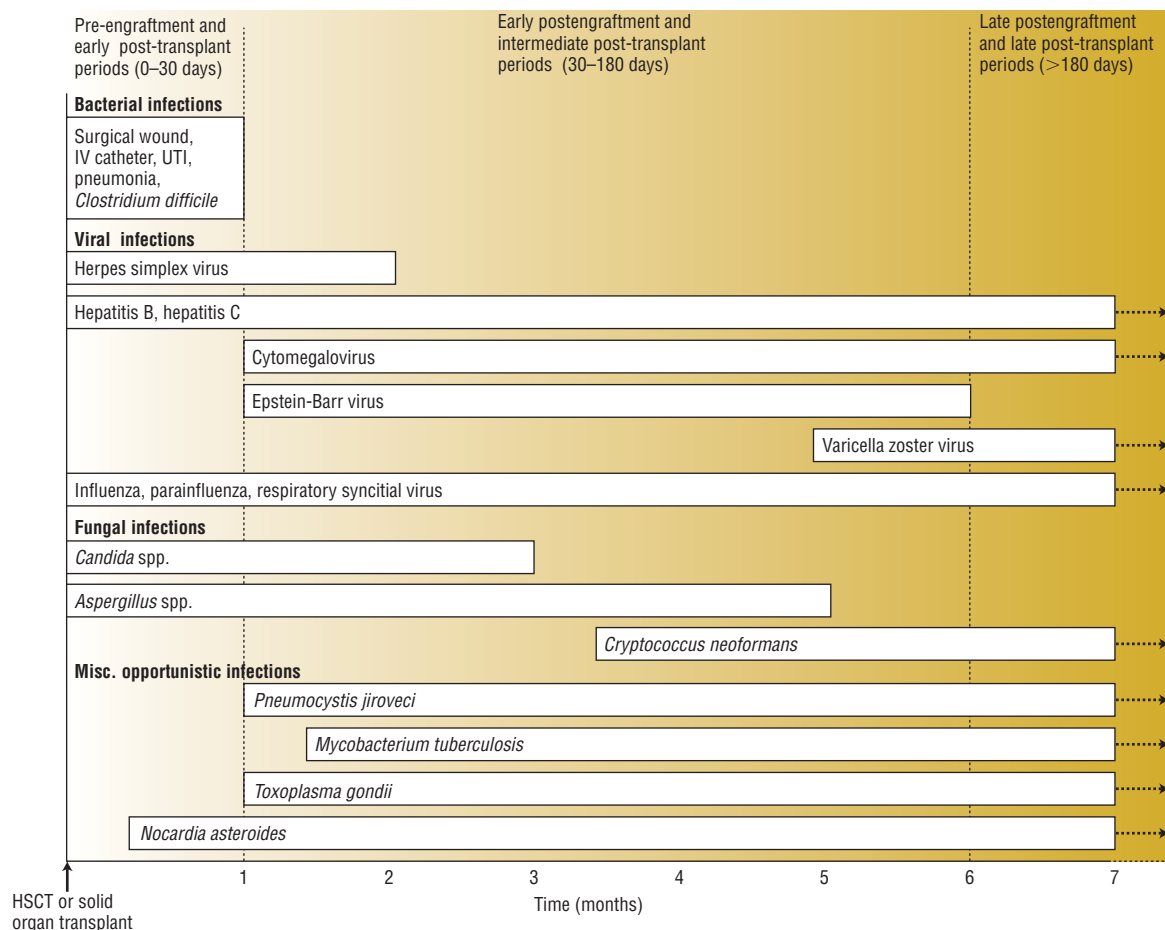 Pre-engraftment and
early post-transplant
periods (0–30 days)
Early postengraftment and
intermediate post-transplant
periods (30–180 days)
Late postengraftment
and late post-transplant
periods (>180 days)
Bacterial infections
Surgical wound,
IV catheter, UTI,
pneumonia,
Clostridium difficile
Viral infections
Herpes simplex virus
Hepatitis B, hepatitis C
Cytomegalovirus
Epstein-Barr virus
Varicella zoster virus
Influenza, parainfluenza, respiratory syncitial virus
Fungal infections
Candida spp.
Aspergillus spp.
Cryptococcus neoformans
Misc. opportunistic infections
Pneumocystis jiroveci
Mycobacterium tuberculosis
Toxoplasma gondii
Nocardia asteroides
1 2 3 4 5 6 7
HSCT or solid
organ transplant
Time (months)